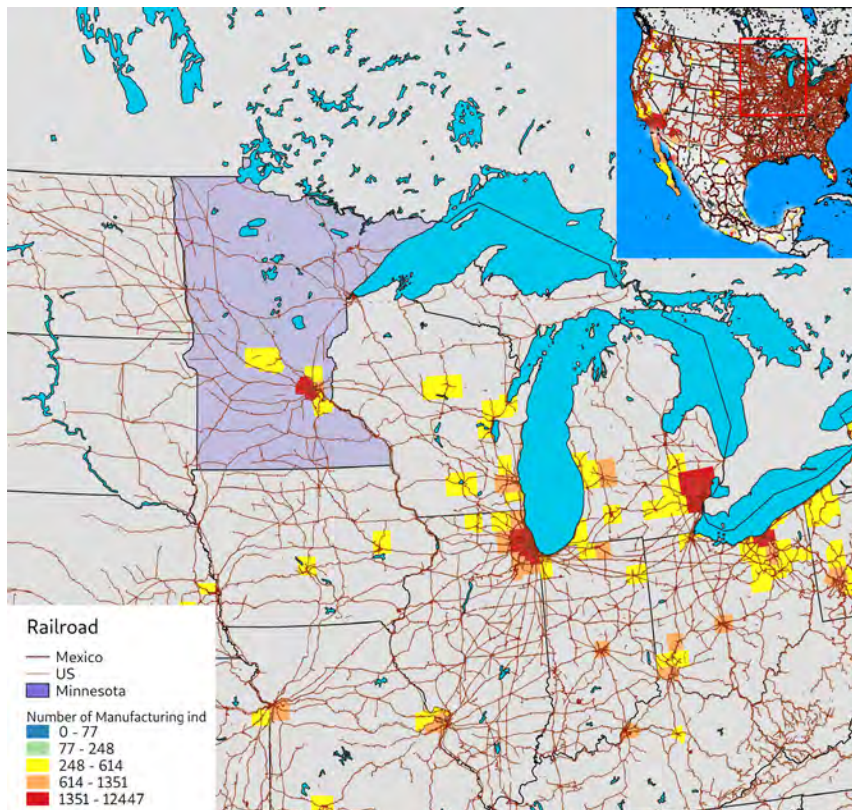 Railroad
Mexico
US
Minnesota
Number of Manufacturing ind
0 - 77
77 - 248
248 - 614
614 - 1351
1351 - 12447